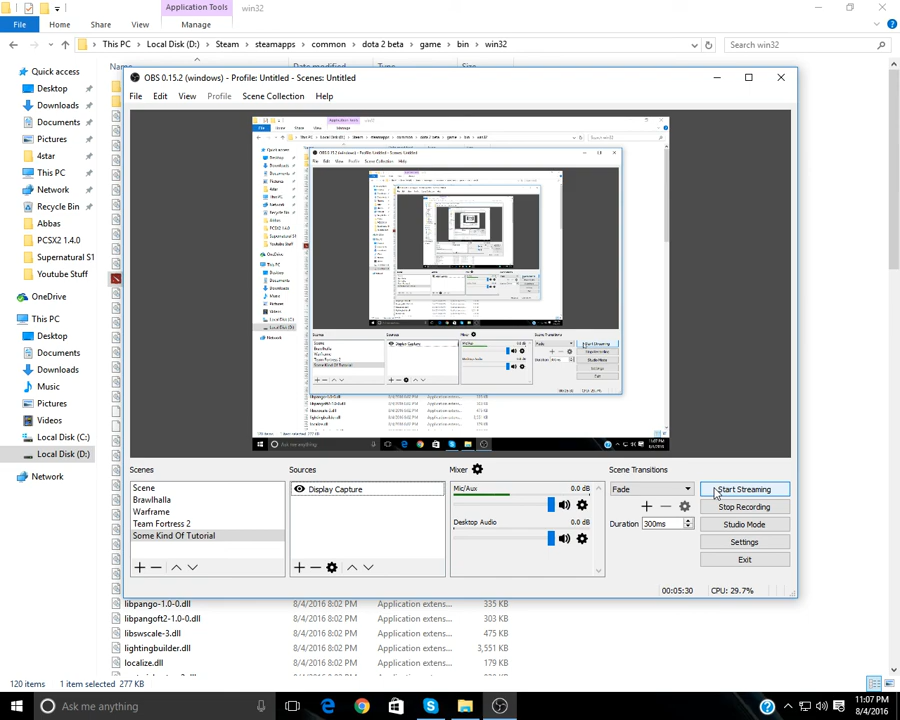 Application Tools
win32
File
Home
Share
View
Manage
This PC
Local Disk (D:)
Steam
steamapps
common
dota 2 beta
game
bin
win32
Search win32
Quick access
Desktop
Downloads
Documents
Pictures
4star
This PC
Network
Recycle Bin
Abbas
PCSX2 1.4.0
Supernatural S1
Youtube Stuff
OneDrive
This PC
Desktop
Documents
Downloads
Music
Pictures
Videos
Local Disk (C:)
Local Disk (D:)
Network
OBS 0.15.2 (windows) - Profile: Untitled - Scenes: Untitled
File
Edit
View
Profile
Scene Collection
Help
Scenes
Scene
Brawlhalla
Warframe
Team Fortress 2
Some Kind Of Tutorial
Sources
Display Capture
Mixer
Mic/Aux
0.0 dB
Desktop Audio
0.0 dB
Scene Transitions
Fade
Duration
300ms
Start Streaming
Stop Recording
Studio Mode
Settings
Exit
00:05:30
CPU: 29.7%
libpango-1.0-0.dll 8/4/2016 8:02 PM Application extens... 335 KB
libpangoft2-1.0-0.dll 8/4/2016 8:02 PM Application extens... 303 KB
libswscale-3.dll 8/4/2016 8:02 PM Application extens... 475 KB
lightingbuilder.dll 8/4/2016 8:02 PM Application extens... 3,551 KB
localize.dll 8/4/2016 8:02 PM Application extens... 179 KB
120 items
1 item selected 277 KB
Ask me anything
11:07 PM
8/4/2016